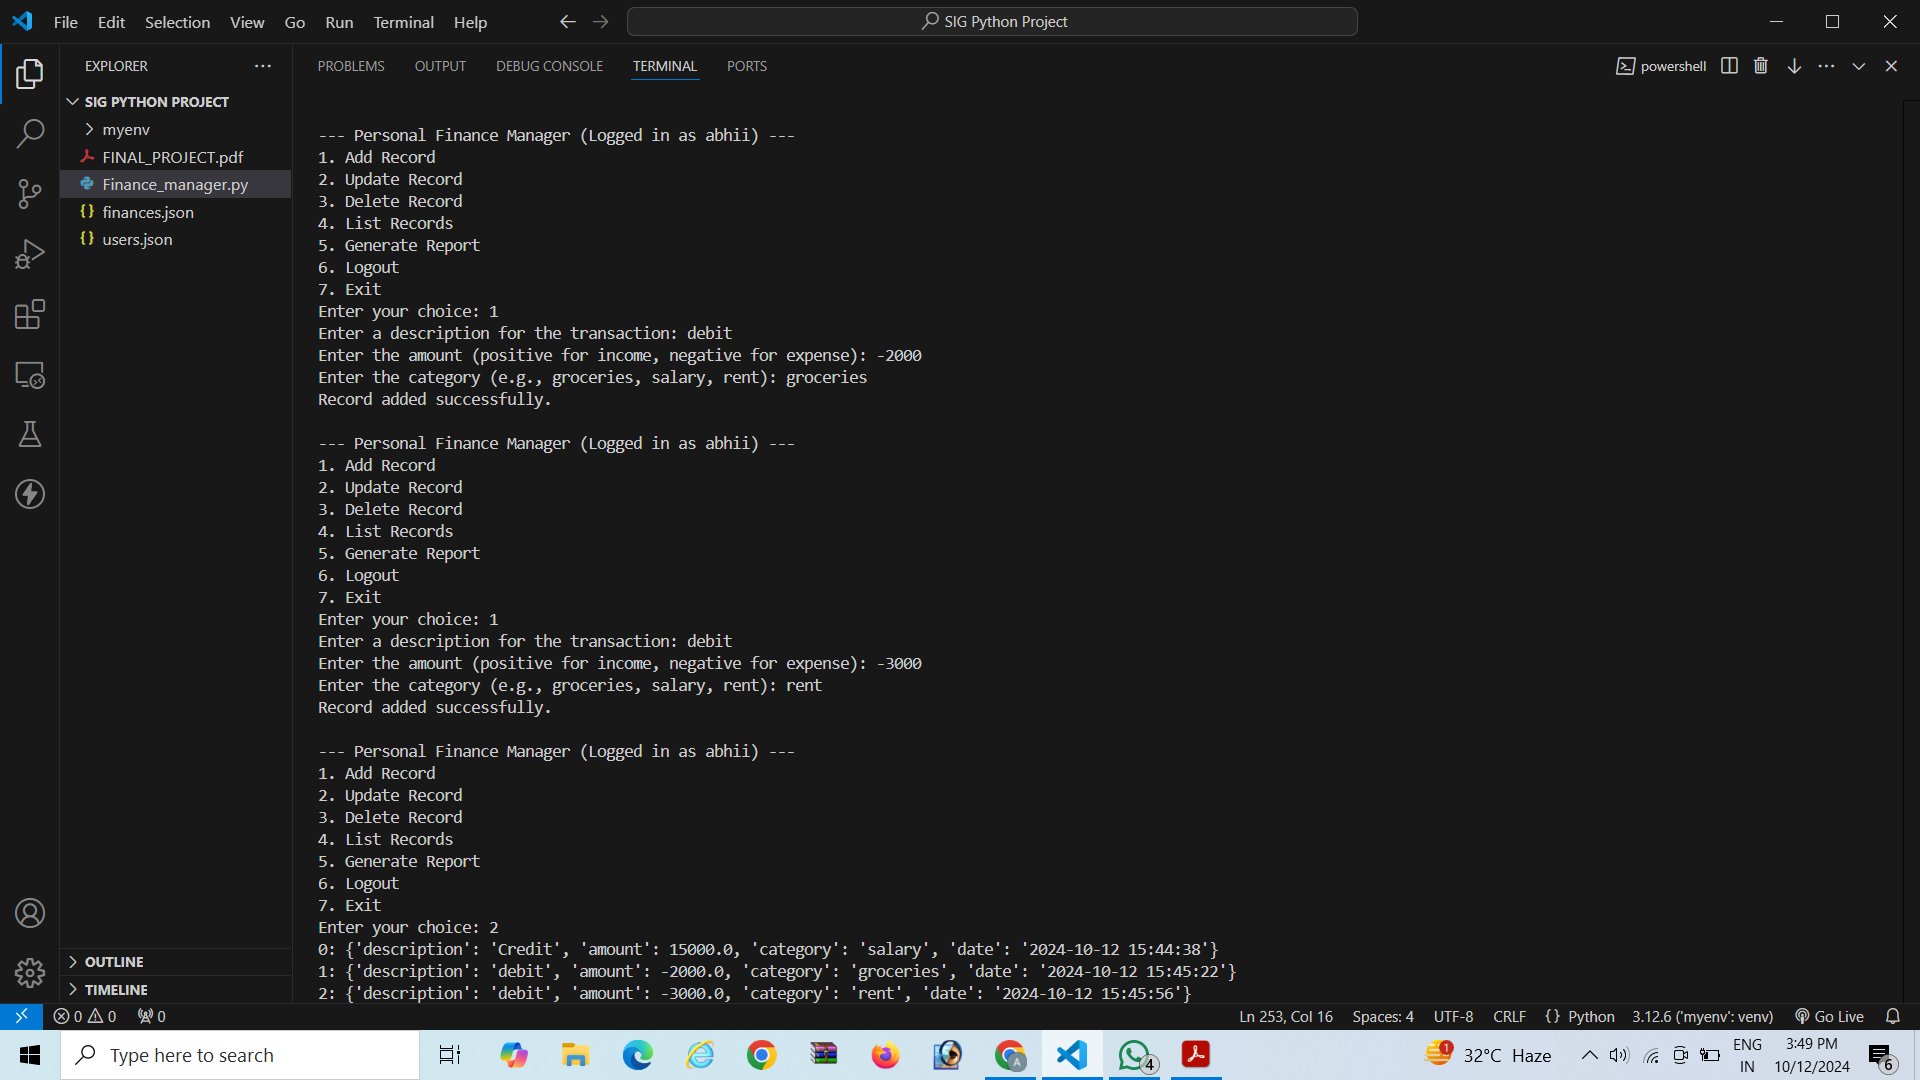 File Edit Selection View Go Run Terminal Help
SIG Python Project
EXPLORER
SIG PYTHON PROJECT
myenv
FINAL_PROJECT.pdf
Finance_manager.py
finances.json
users.json
OUTLINE
TIMELINE
PROBLEMS OUTPUT DEBUG CONSOLE TERMINAL PORTS
powershell
--- Personal Finance Manager (Logged in as abhii) ---
1. Add Record
2. Update Record
3. Delete Record
4. List Records
5. Generate Report
6. Logout
7. Exit
Enter your choice: 1
Enter a description for the transaction: debit
Enter the amount (positive for income, negative for expense): -2000
Enter the category (e.g., groceries, salary, rent): groceries
Record added successfully.
--- Personal Finance Manager (Logged in as abhii) ---
1. Add Record
2. Update Record
3. Delete Record
4. List Records
5. Generate Report
6. Logout
7. Exit
Enter your choice: 1
Enter a description for the transaction: debit
Enter the amount (positive for income, negative for expense): -3000
Enter the category (e.g., groceries, salary, rent): rent
Record added successfully.
--- Personal Finance Manager (Logged in as abhii) ---
1. Add Record
2. Update Record
3. Delete Record
4. List Records
5. Generate Report
6. Logout
7. Exit
Enter your choice: 2
0: {'description': 'Credit', 'amount': 15000.0, 'category': 'salary', 'date': '2024-10-12 15:44:38'}
1: {'description': 'debit', 'amount': -2000.0, 'category': 'groceries', 'date': '2024-10-12 15:45:22'}
2: {'description': 'debit', 'amount': -3000.0, 'category': 'rent', 'date': '2024-10-12 15:45:56'}
0 0 0
Ln 253, Col 16 Spaces: 4 UTF-8 CRLF {} Python 3.12.6 ('myenv': venv) Go Live
Type here to search
A
4
1
32°C Haze
ENG
IN
3:49 PM
10/12/2024
6